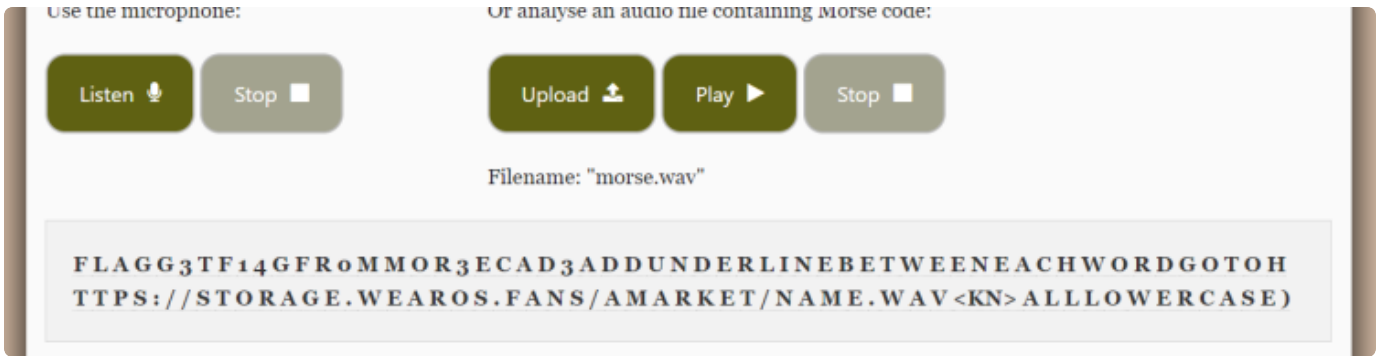 Use the microphone: Or analyse an audio file containing Morse code:
Listen Stop Upload Play Stop
Filename: "morse.wav"
FLAGG3TF14GFR0MMOR3ECAD3ADDUNDERLINEBETWEENEACHWORDGOTOH
TTPS://STORAGE.WEAROS.FANS/AMARKET/NAME.WAV<KN>ALLLOWERCASE)